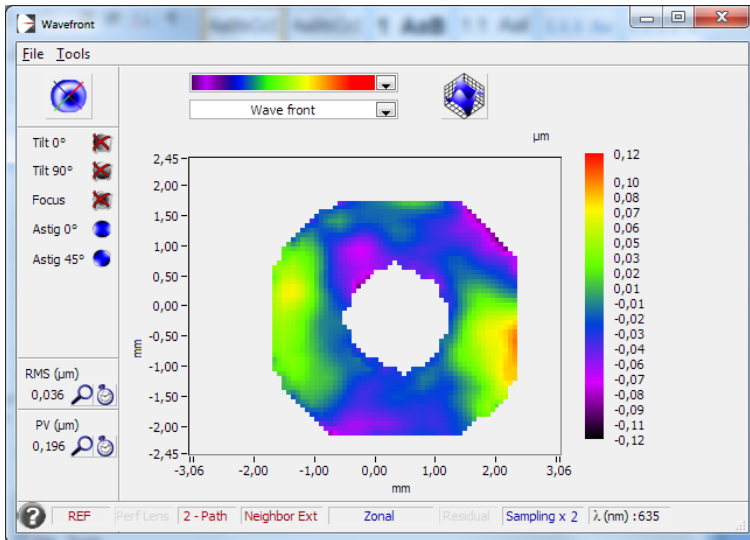 Wavefront
File Tools
Wave front
Tilt 0°
Tilt 90°
Focus
Astig 0°
Astig 45°
RMS (µm)
0,036
PV (µm)
0,196
µm
2,45
2,00
1,50
1,00
0,50
0,00
-0,50
-1,00
-1,50
-2,00
-2,45
mm
-3,06 -2,00 -1,00 0,00 1,00 2,00 3,06
mm
0,12
0,10
0,08
0,07
0,05
0,03
0,02
0,01
-0,01
-0,02
-0,03
-0,04
-0,06
-0,07
-0,08
-0,09
-0,11
-0,12
REF Perf Lens 2 - Path Neighbor Ext Zonal Residual Sampling x 2 λ (nm) :635